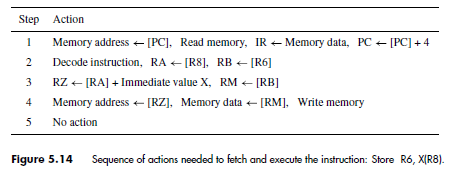 Step Action
1 Memory address ← [PC], Read memory, IR ← Memory data, PC ← [PC] + 4
2 Decode instruction, RA ← [R8], RB ← [R6]
3 RZ ← [RA] + Immediate value X, RM ← [RB]
4 Memory address ← [RZ], Memory data ← [RM], Write memory
5 No action
Figure 5.14 Sequence of actions needed to fetch and execute the instruction: Store R6, X(R8).